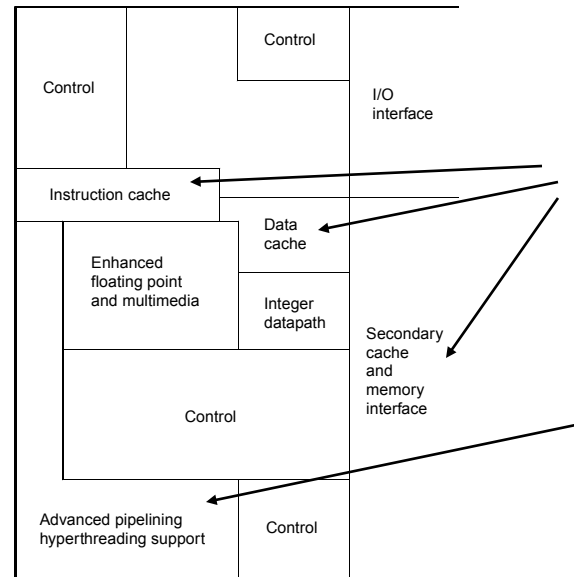 Control
Control
I/O
interface
Instruction cache
Data
cache
Enhanced
floating point
and multimedia
Integer
datapath
Secondary
cache
and
memory
interface
Control
Advanced pipelining
hyperthreading support
Control